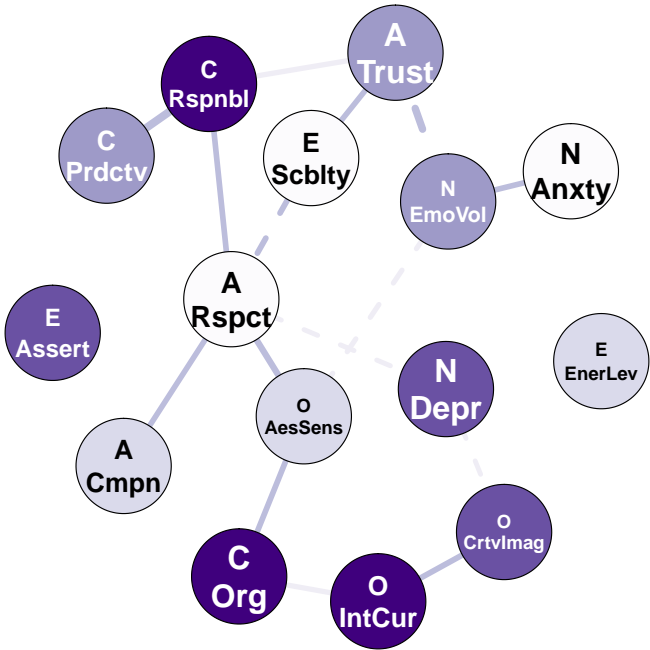 A
Trust
C
Rspnbl
C
Prdctv
E
Scblty
N
Anxty
N
EmoVol
A
Rspct
E
Assert
E
EnerLev
N
Depr
O
AesSens
A
Cmpn
O
CrtvImag
C
Org
O
IntCur